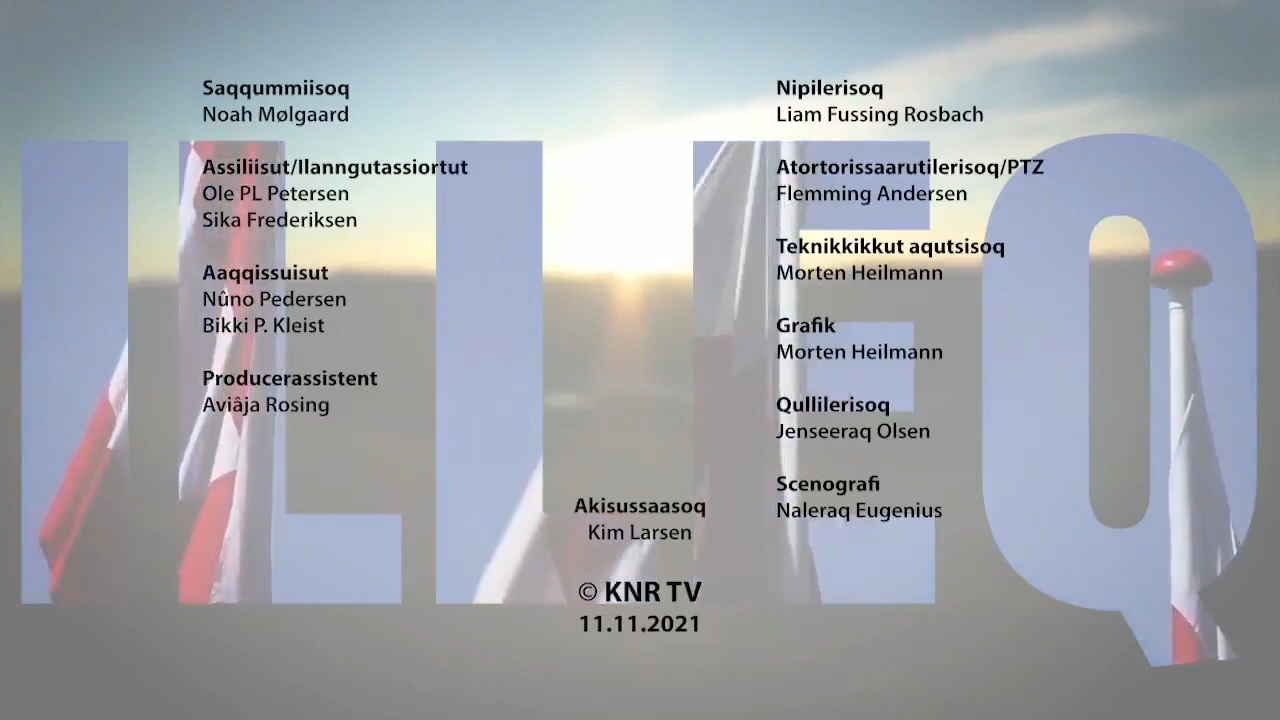 Saqqummiisoq
Noah Mølgaard
Assiliisut/Ilanngutassiortut
Ole PL Petersen
Sika Frederiksen
Aaqqissuisut
Nûno Pedersen
Bikki P. Kleist
Producerassistent
Aviâja Rosing
Nipilerisoq
Liam Fussing Rosbach
Atortorissaarutilerisoq/PTZ
Flemming Andersen
Teknikkikkut aqutsisoq
Morten Heilmann
Grafik
Morten Heilmann
Qullilerisoq
Jenseeraq Olsen
Scenografi
Naleraq Eugenius
Akisussaasoq
Kim Larsen
© KNR TV
11.11.2021
ILLEQ